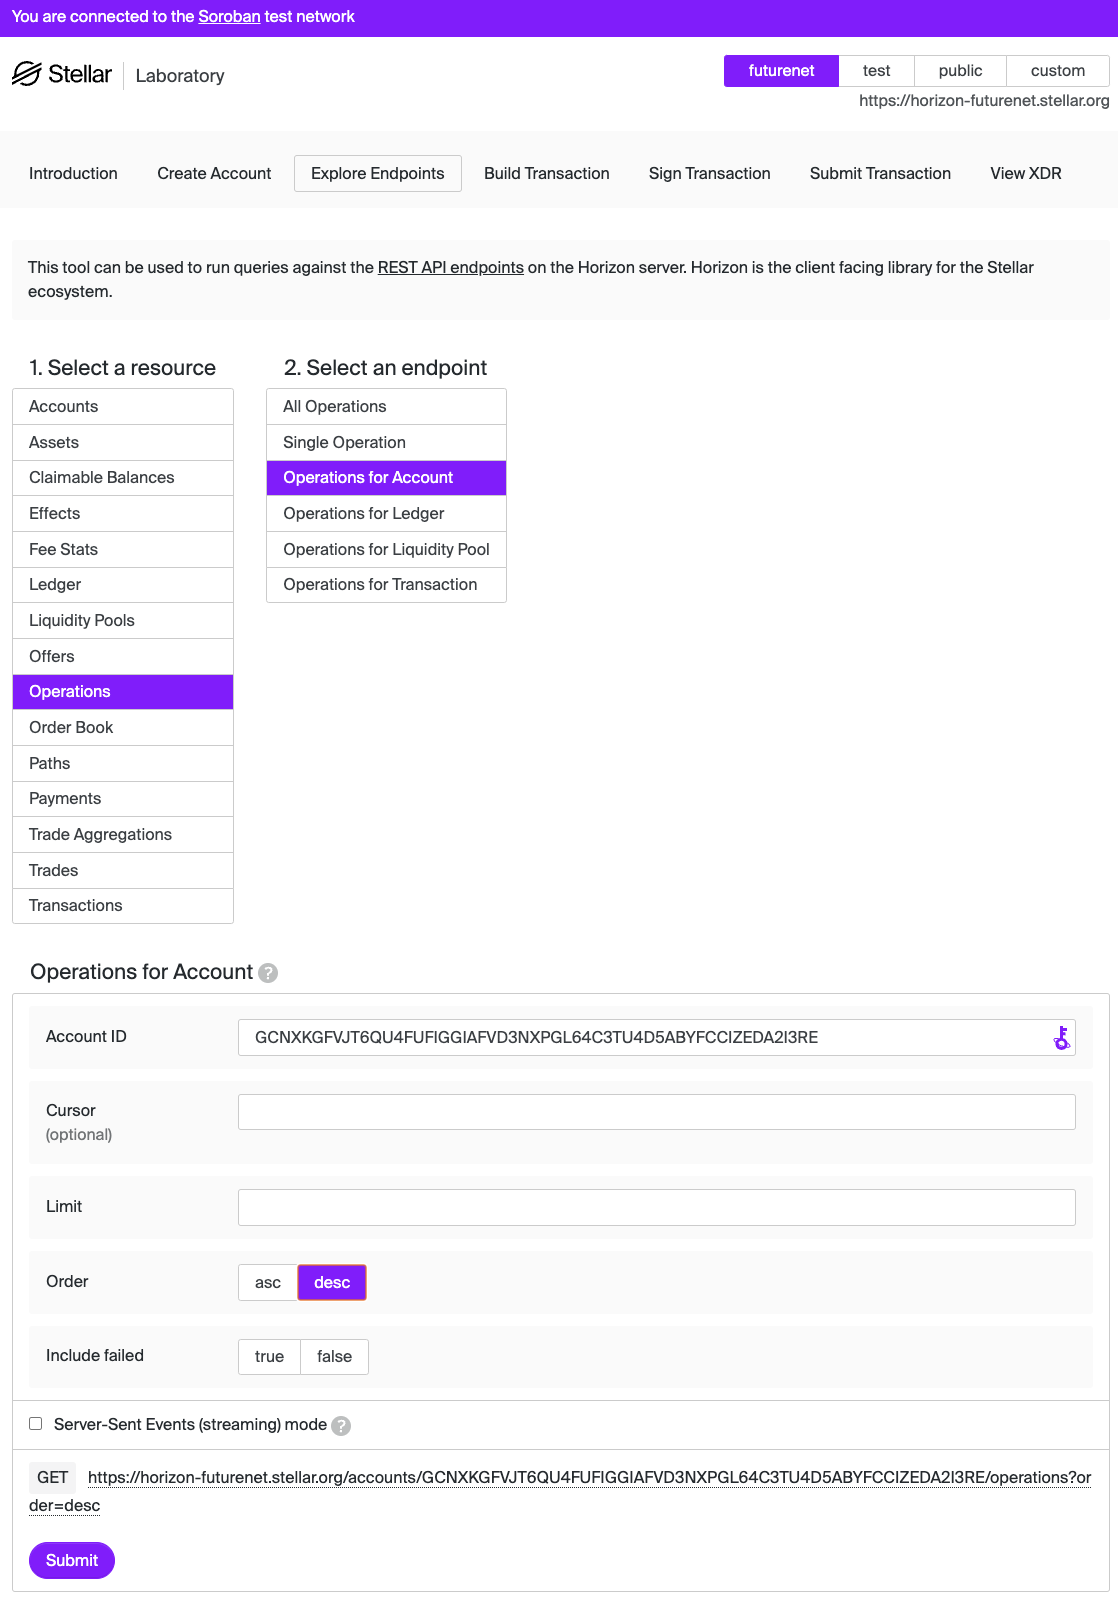 You are connected to the Soroban test network
Stellar
Laboratory
futurenet
test
public
custom
https://horizon-futurenet.stellar.org
Introduction
Create Account
Explore Endpoints
Build Transaction
Sign Transaction
Submit Transaction
View XDR
This tool can be used to run queries against the REST API endpoints on the Horizon server. Horizon is the client facing library for the Stellar
ecosystem.
1. Select a resource
Accounts
Assets
Claimable Balances
Effects
Fee Stats
Ledger
Liquidity Pools
Offers
Operations
Order Book
Paths
Payments
Trade Aggregations
Trades
Transactions
2. Select an endpoint
All Operations
Single Operation
Operations for Account
Operations for Ledger
Operations for Liquidity Pool
Operations for Transaction
Operations for Account ?
Account ID
GCNXKGFVJT6QU4FUFIGGIAFVD3NXPGL64C3TU4D5ABYFCCIZEDA2I3RE
Cursor
(optional)
Limit
Order
asc
desc
Include failed
true
false
Server-Sent Events (streaming) mode ?
GET https://horizon-futurenet.stellar.org/accounts/GCNXKGFVJT6QU4FUFIGGIAFVD3NXPGL64C3TU4D5ABYFCCIZEDA2I3RE/operations?or
der=desc
Submit